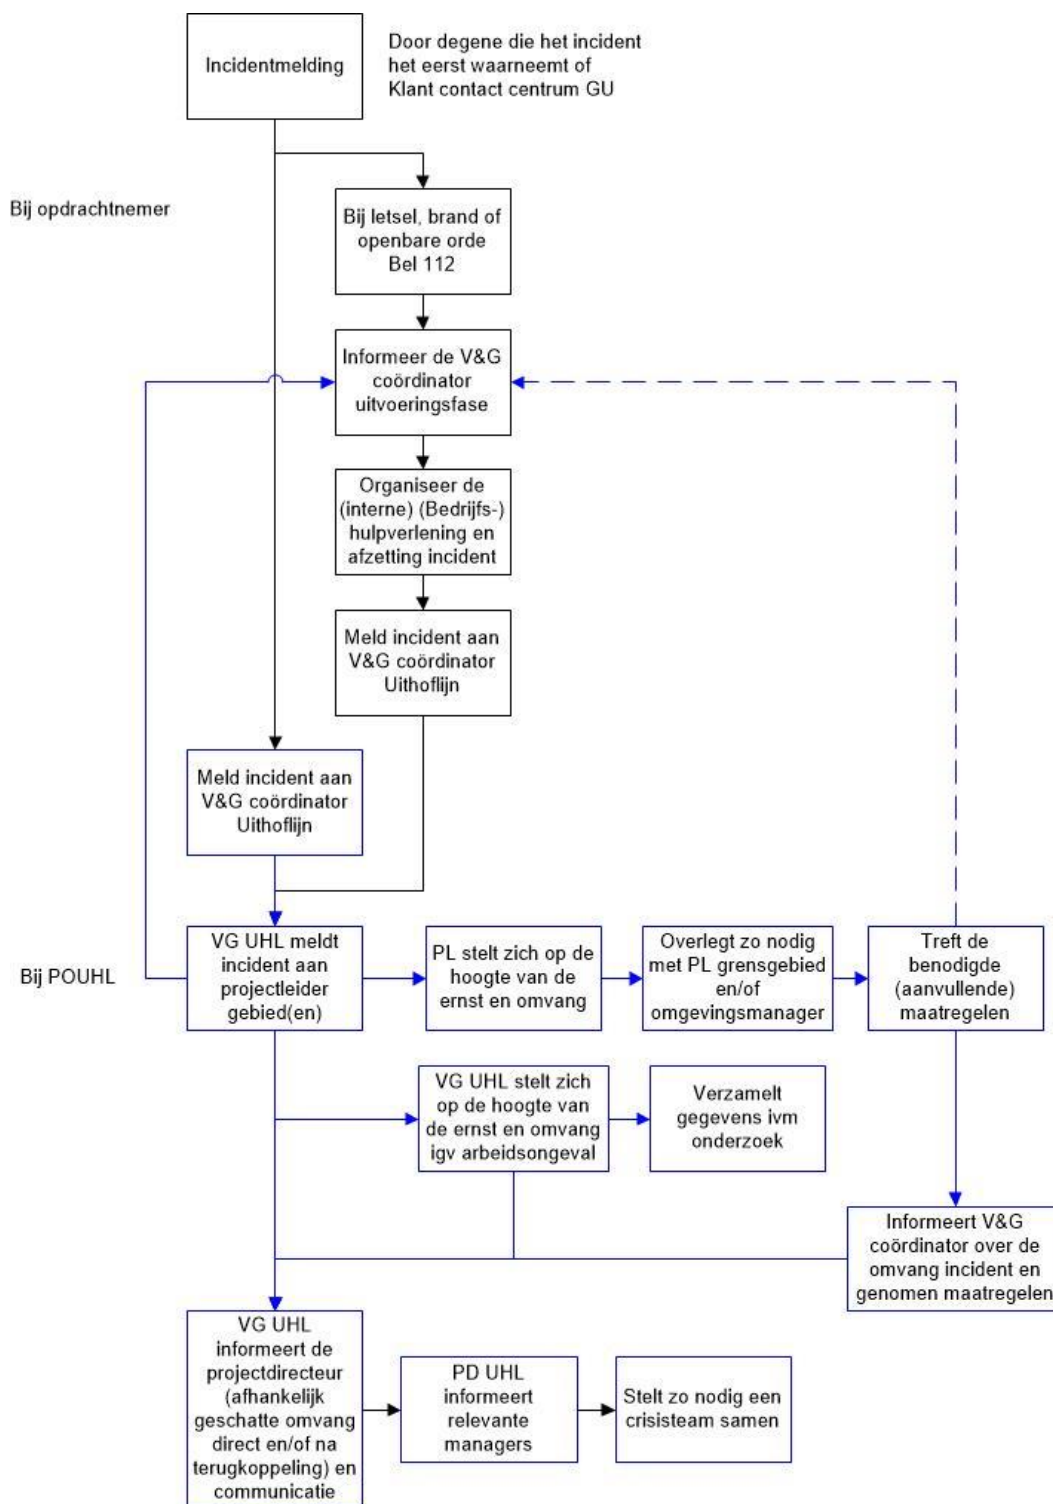 Incidentmelding
Door degene die het incident
het eerst waarneemt of
Klant contact centrum GU
Bij opdrachtnemer
Bij letsel, brand of
openbare orde
Bel 112
Informeer de V&G
coördinator
uitvoeringsfase
Organiseer de
(interne) (Bedrijfs-)
hulpverlening en
afzetting incident
Meld incident aan
V&G coördinator
Uithoflijn
Meld incident aan
V&G coördinator
Uithoflijn
Bij POUHL
VG UHL meldt
incident aan
projectleider
gebied(en)
PL stelt zich op de
hoogte van de
ernst en omvang
Overlegt zo nodig
met PL grensgebied
en/of
omgevingsmanager
Treft de
benodigde
(aanvullende)
maatregelen
VG UHL stelt zich
op de hoogte van
de ernst en omvang
igv arbeidsongeval
Verzamelt
gegevens ivm
onderzoek
Informeert V&G
coördinator over de
omvang incident en
genomen maatregelen
VG UHL
informeert de
projectdirecteur
(afhankelijk
geschatte omvang
direct en/of na
terugkoppeling) en
communicatie
PD UHL
informeert
relevante
managers
Stelt zo nodig een
crisisteam samen